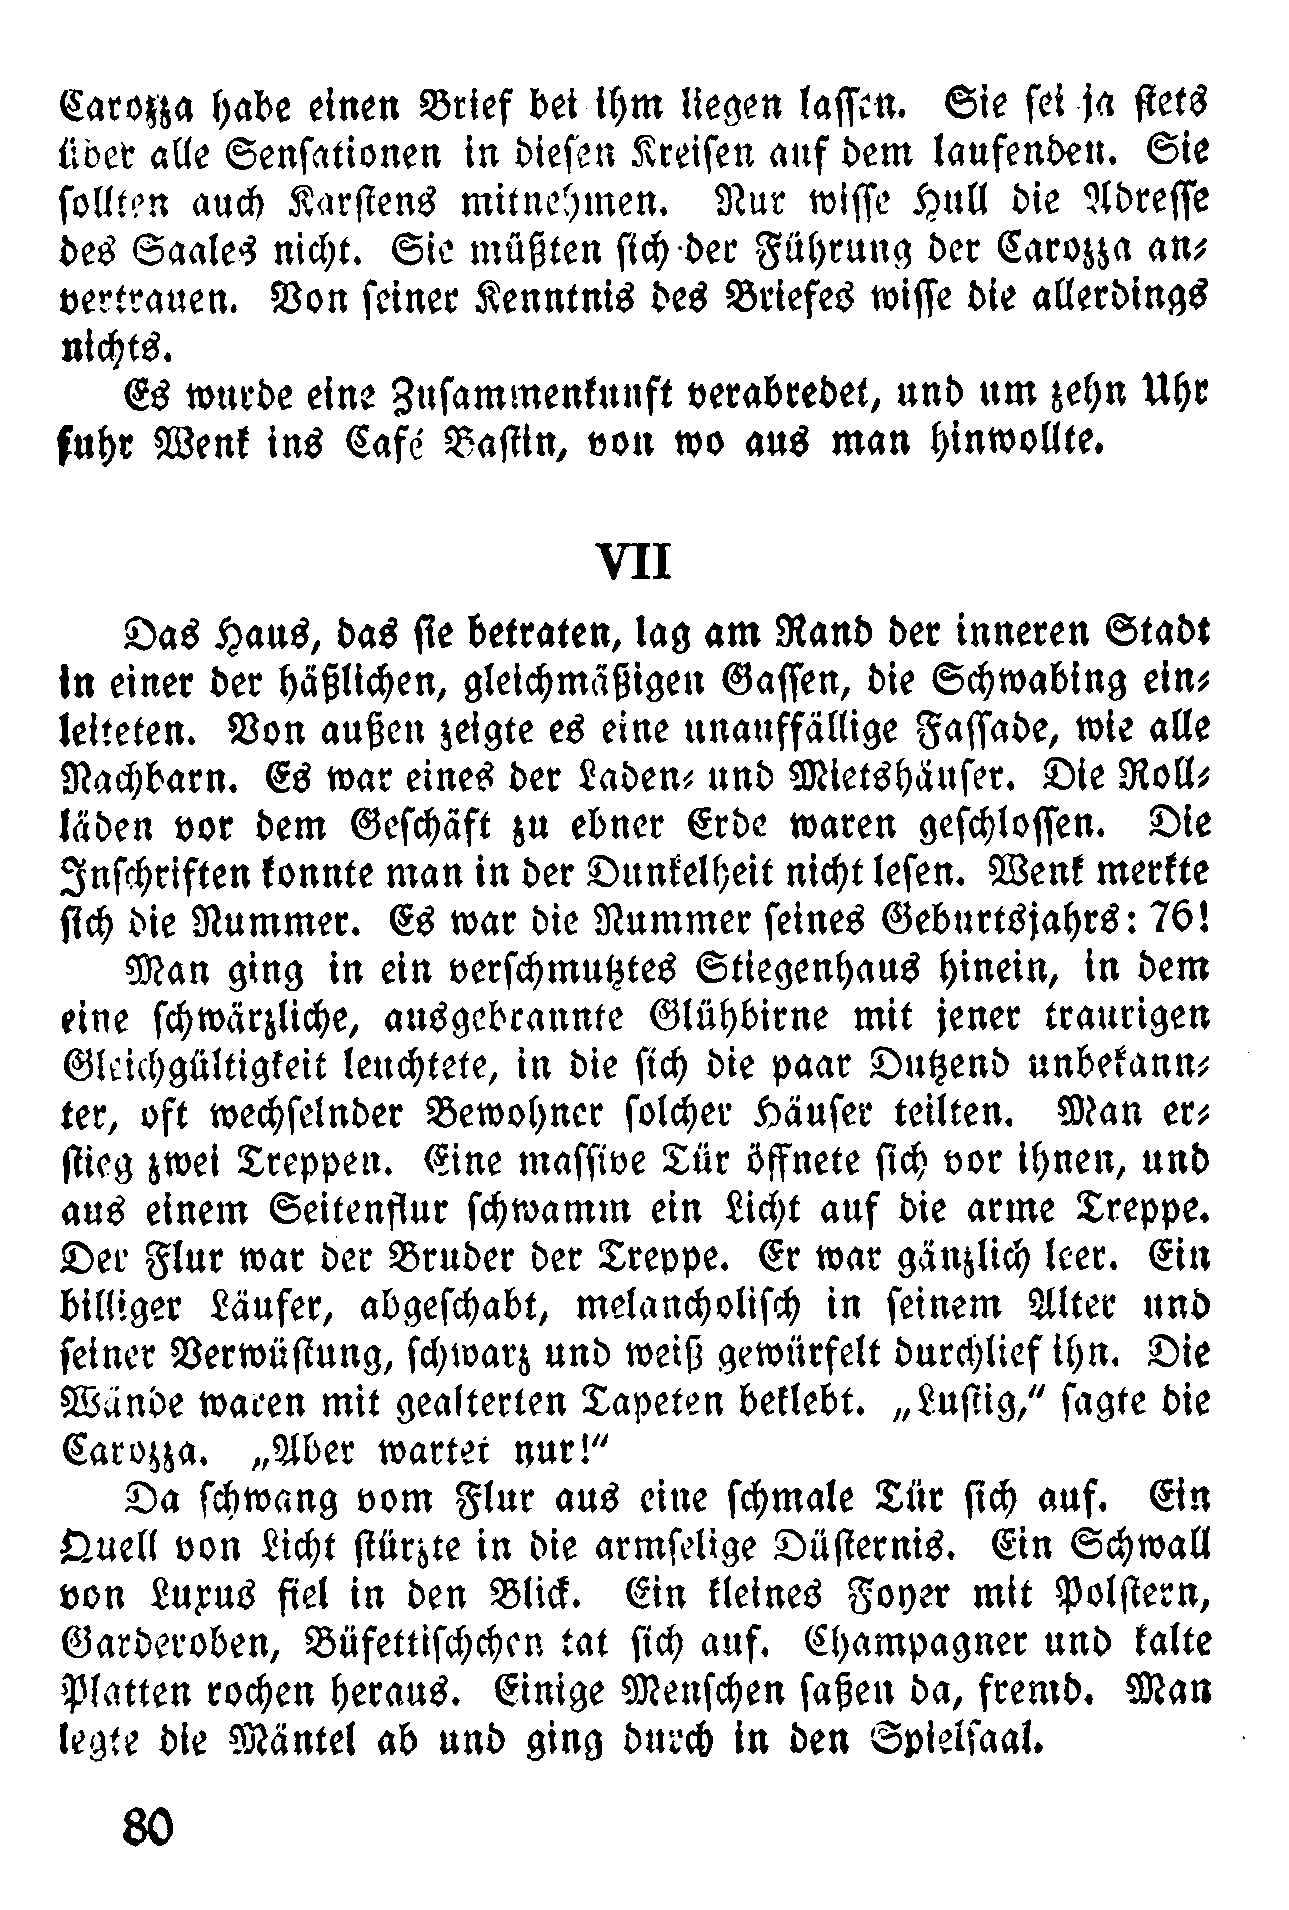 Carozza habe einen Brief bei ihm liegen lassen. Sie sei ja stets
über alle Sensationen in diesen Kreisen auf dem laufenden. Sie
sollten auch Karstens mitnehmen. Nur wisse Hull die Adresse
des Saales nicht. Sie müßten sich der Führung der Carozza an-
vertrauen. Von seiner Kenntnis des Briefes wisse die allerdings
nichts.
Es wurde eine Zusammenkunft verabredet, und um zehn Uhr
fuhr Wenk ins Café Bastin, von wo aus man hinwollte.
VII
Das Haus, das sie betraten, lag am Rand der inneren Stadt
in einer der häßlichen, gleichmäßigen Gassen, die Schwabing ein-
leiteten. Von außen zeigte es eine unauffällige Fassade, wie alle
Nachbarn. Es war eines der Laden- und Mietshäuser. Die Roll-
läden vor dem Geschäft zu ebner Erde waren geschlossen. Die
Inschriften konnte man in der Dunkelheit nicht lesen. Wenk merkte
sich die Nummer. Es war die Nummer seines Geburtsjahrs: 76!
Man ging in ein verschmutztes Stiegenhaus hinein, in dem
eine schwärzliche, ausgebrannte Glühbirne mit jener traurigen
Gleichgültigkeit leuchtete, in die sich die paar Dutzend unbekann-
ter, oft wechselnder Bewohner solcher Häuser teilten. Man er-
stieg zwei Treppen. Eine massive Tür öffnete sich vor ihnen, und
aus einem Seitenflur schwamm ein Licht auf die arme Treppe.
Der Flur war der Bruder der Treppe. Er war gänzlich leer. Ein
billiger Läufer, abgeschabt, melancholisch in seinem Alter und
seiner Verwüstung, schwarz und weiß gewürfelt durchlief ihn. Die
Wände waren mit gealterten Tapeten beklebt. „Lustig,“ sagte die
Carozza. „Aber wartet nur!“
Da schwang vom Flur aus eine schmale Tür sich auf. Ein
Quell von Licht stürzte in die armselige Düsternis. Ein Schwall
von Luxus fiel in den Blick. Ein kleines Foyer mit Polstern,
Garderoben, Büfettischchen tat sich auf. Champagner und kalte
Platten rochen heraus. Einige Menschen saßen da, fremd. Man
legte die Mäntel ab und ging durch in den Spielsaal.
80